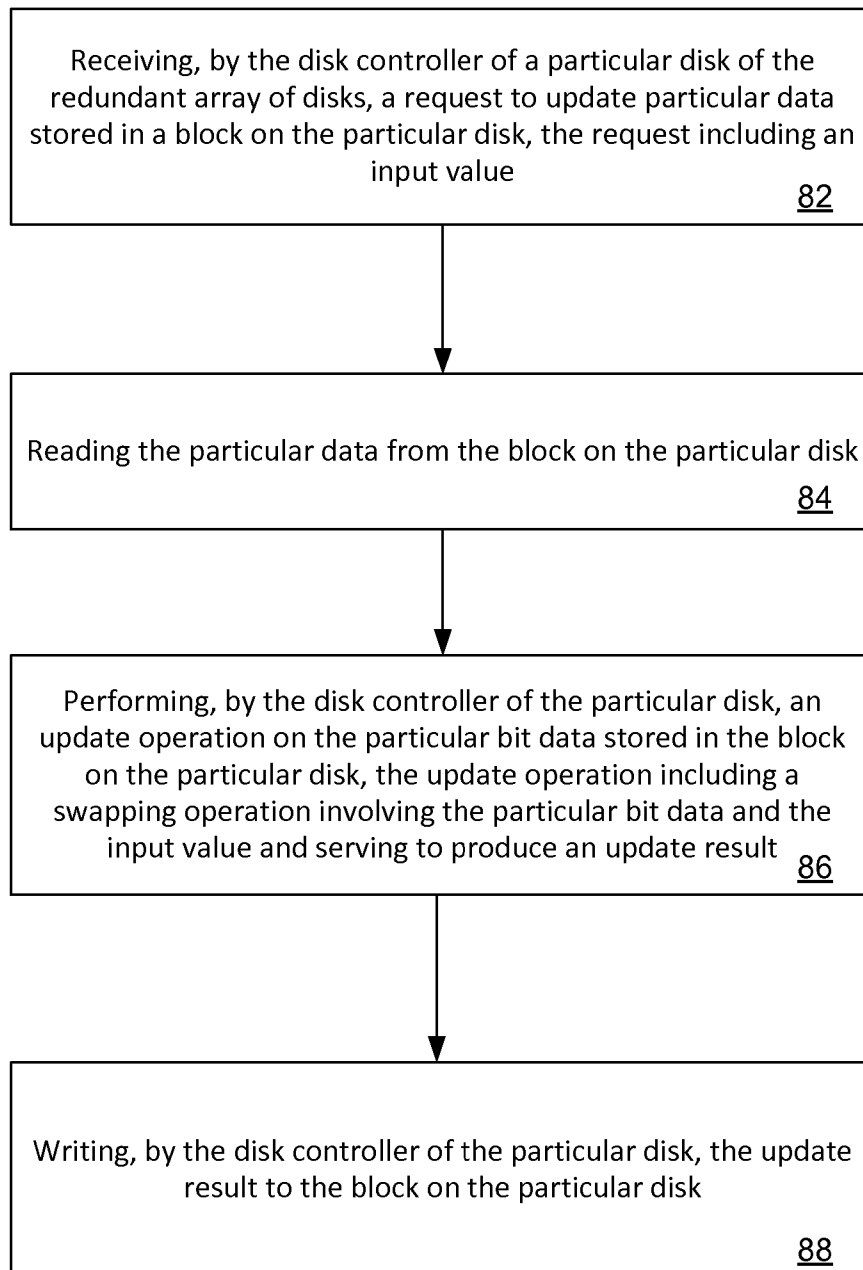 Receiving, by the disk controller of a particular disk of the
redundant array of disks, a request to update particular data
stored in a block on the particular disk, the request including an
input value
82
Reading the particular data from the block on the particular disk
84
Performing, by the disk controller of the particular disk, an
update operation on the particular bit data stored in the block
on the particular disk, the update operation including a
swapping operation involving the particular bit data and the
input value and serving to produce an update result
86
Writing, by the disk controller of the particular disk, the update
result to the block on the particular disk
88